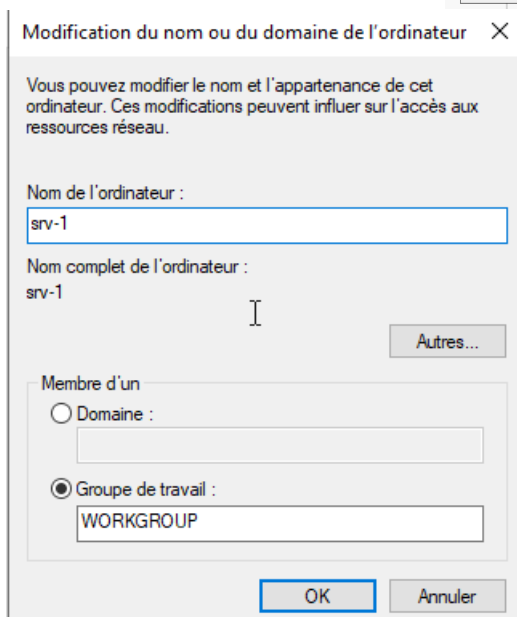 Modification du nom ou du domaine de l'ordinateur
Vous pouvez modifier le nom et l'appartenance de cet
ordinateur. Ces modifications peuvent influer sur l'accès aux
ressources réseau.
Nom de l'ordinateur :
srv-1
Nom complet de l'ordinateur :
srv-1
Autres...
Membre d'un
Domaine :
Groupe de travail :
WORKGROUP
OK
Annuler